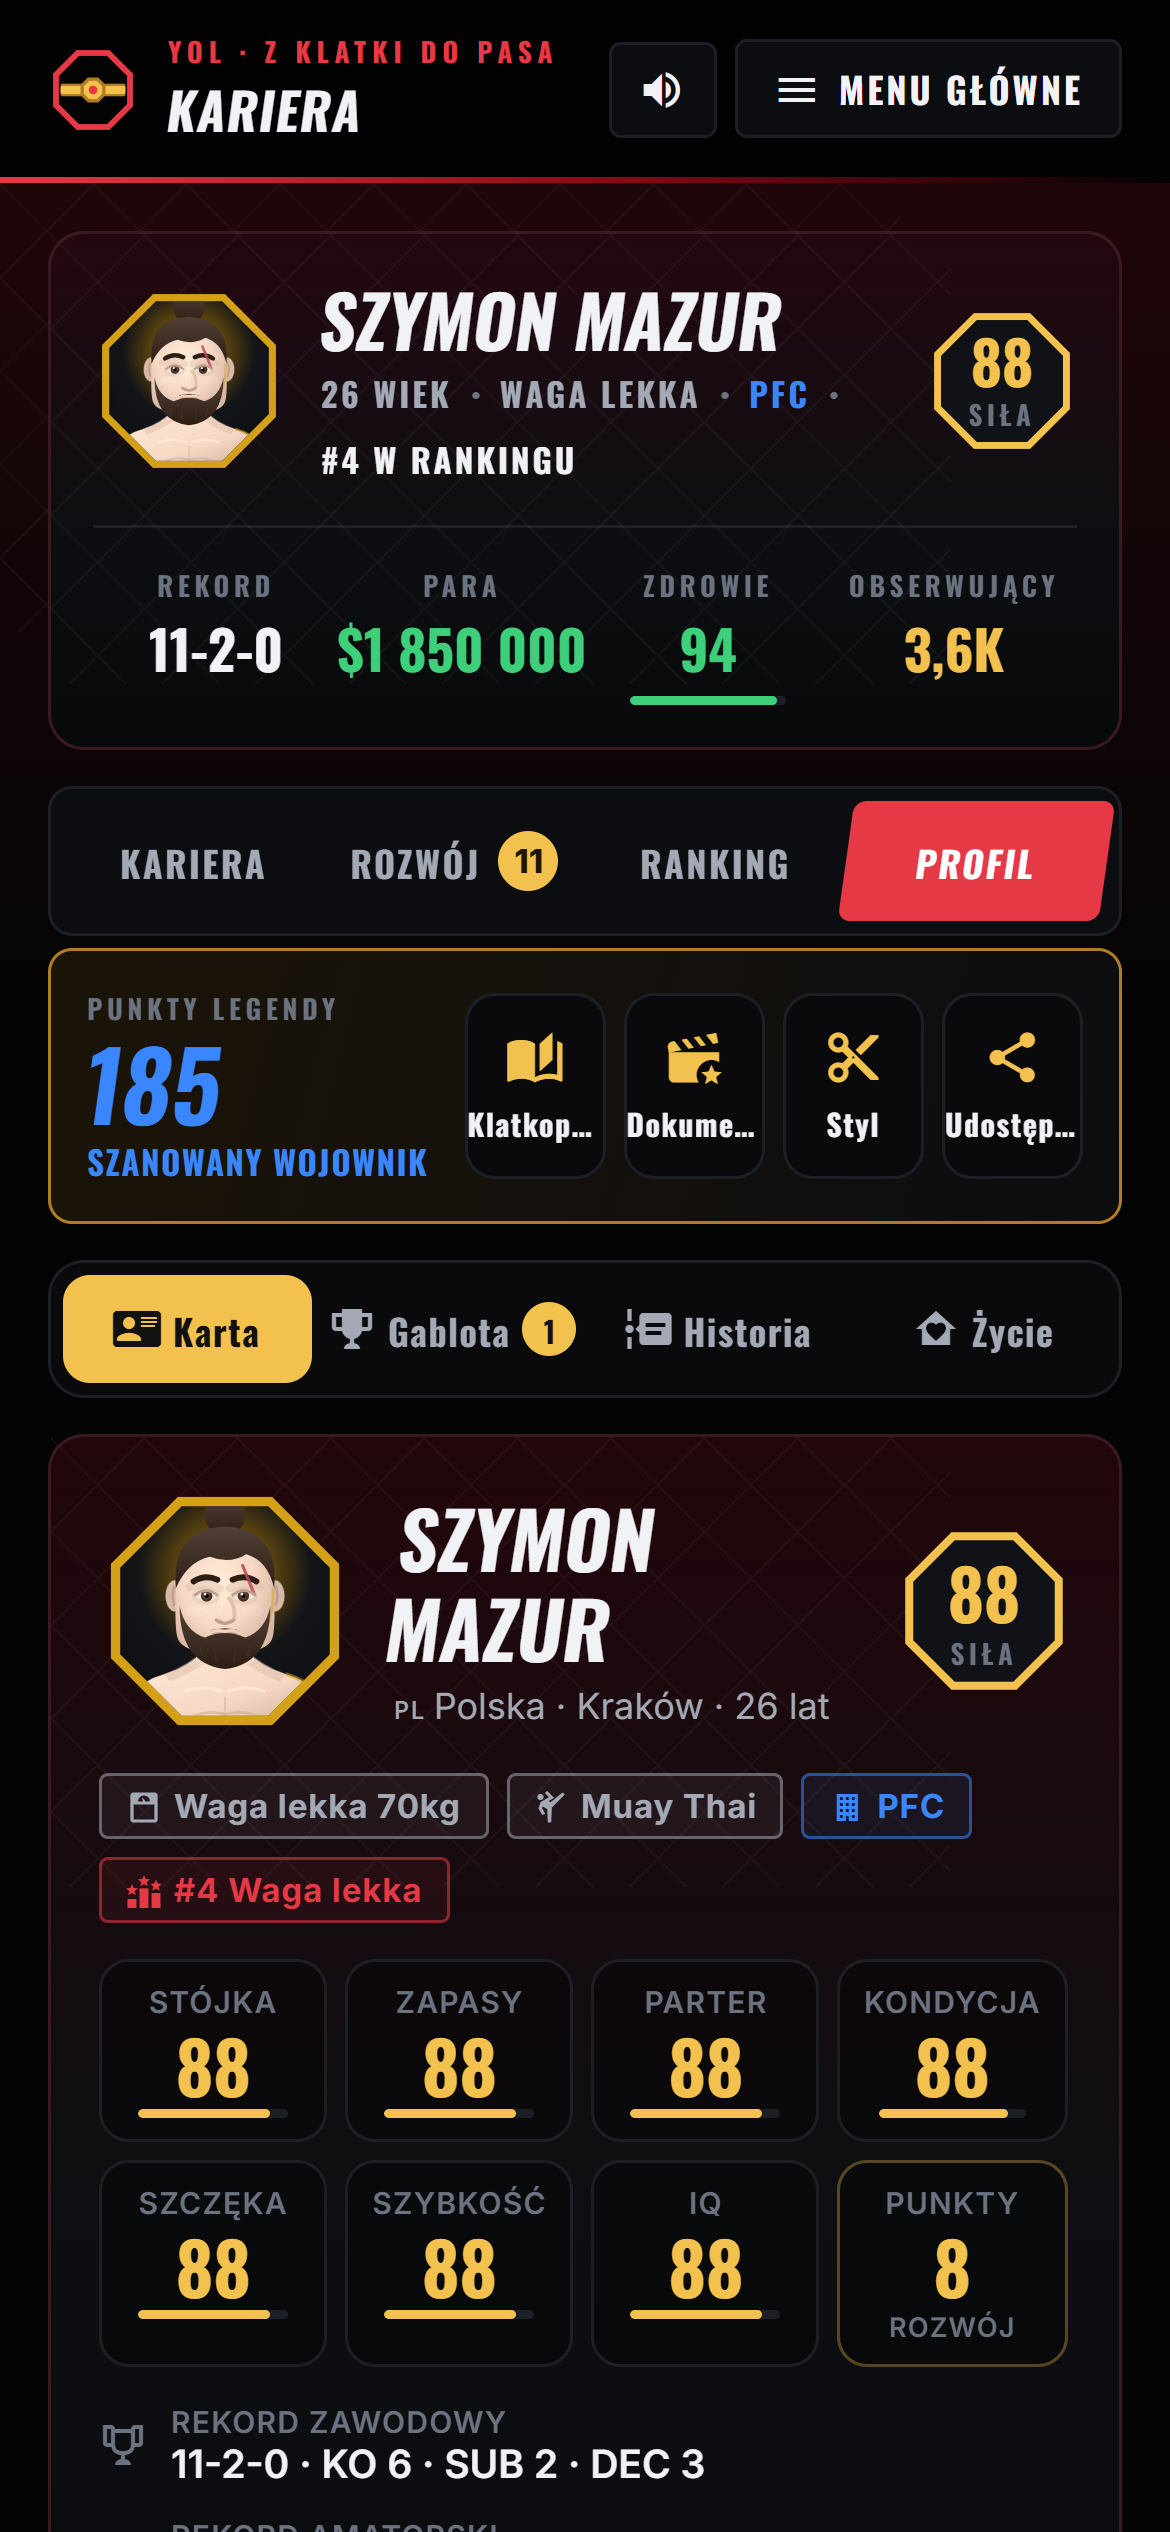 YOL · Z KLATKI DO PASA
KARIERA
MENU GŁÓWNE
SZYMON MAZUR
26 WIEK · WAGA LEKKA · PFC ·
#4 W RANKINGU
88
SIŁA
REKORD
11-2-0
PARA
$1 850 000
ZDROWIE
94
OBSERWUJĄCY
3,6K
KARIERA
ROZWÓJ 11
RANKING
PROFIL
PUNKTY LEGENDY
185
SZANOWANY WOJOWNIK
Klatkop...
Dokume...
Styl
Udostęp...
Karta
Gablota 1
Historia
Życie
SZYMON
MAZUR
PL Polska · Kraków · 26 lat
88
SIŁA
Waga lekka 70kg
Muay Thai
PFC
#4 Waga lekka
STÓJKA
88
ZAPASY
88
PARTER
88
KONDYCJA
88
SZCZĘKA
88
SZYBKOŚĆ
88
IQ
88
PUNKTY
8
ROZWÓJ
REKORD ZAWODOWY
11-2-0 · KO 6 · SUB 2 · DEC 3
REKORD AMATORSKI